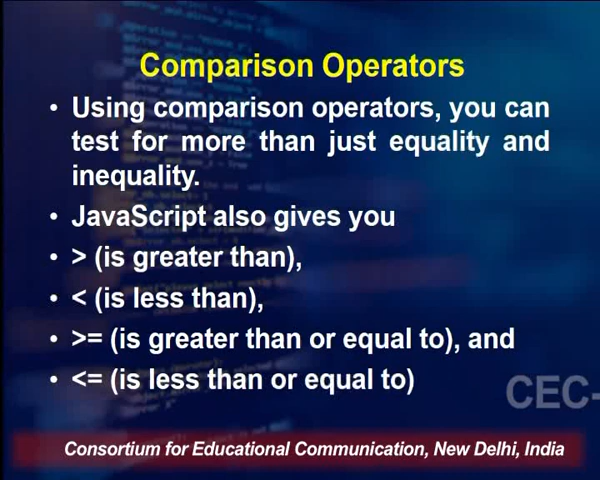 Comparison Operators
• Using comparison operators, you can
test for more than just equality and
inequality.
• JavaScript also gives you
• > (is greater than),
• < (is less than),
• >= (is greater than or equal to), and
• <= (is less than or equal to)
CEC-
Consortium for Educational Communication, New Delhi, India